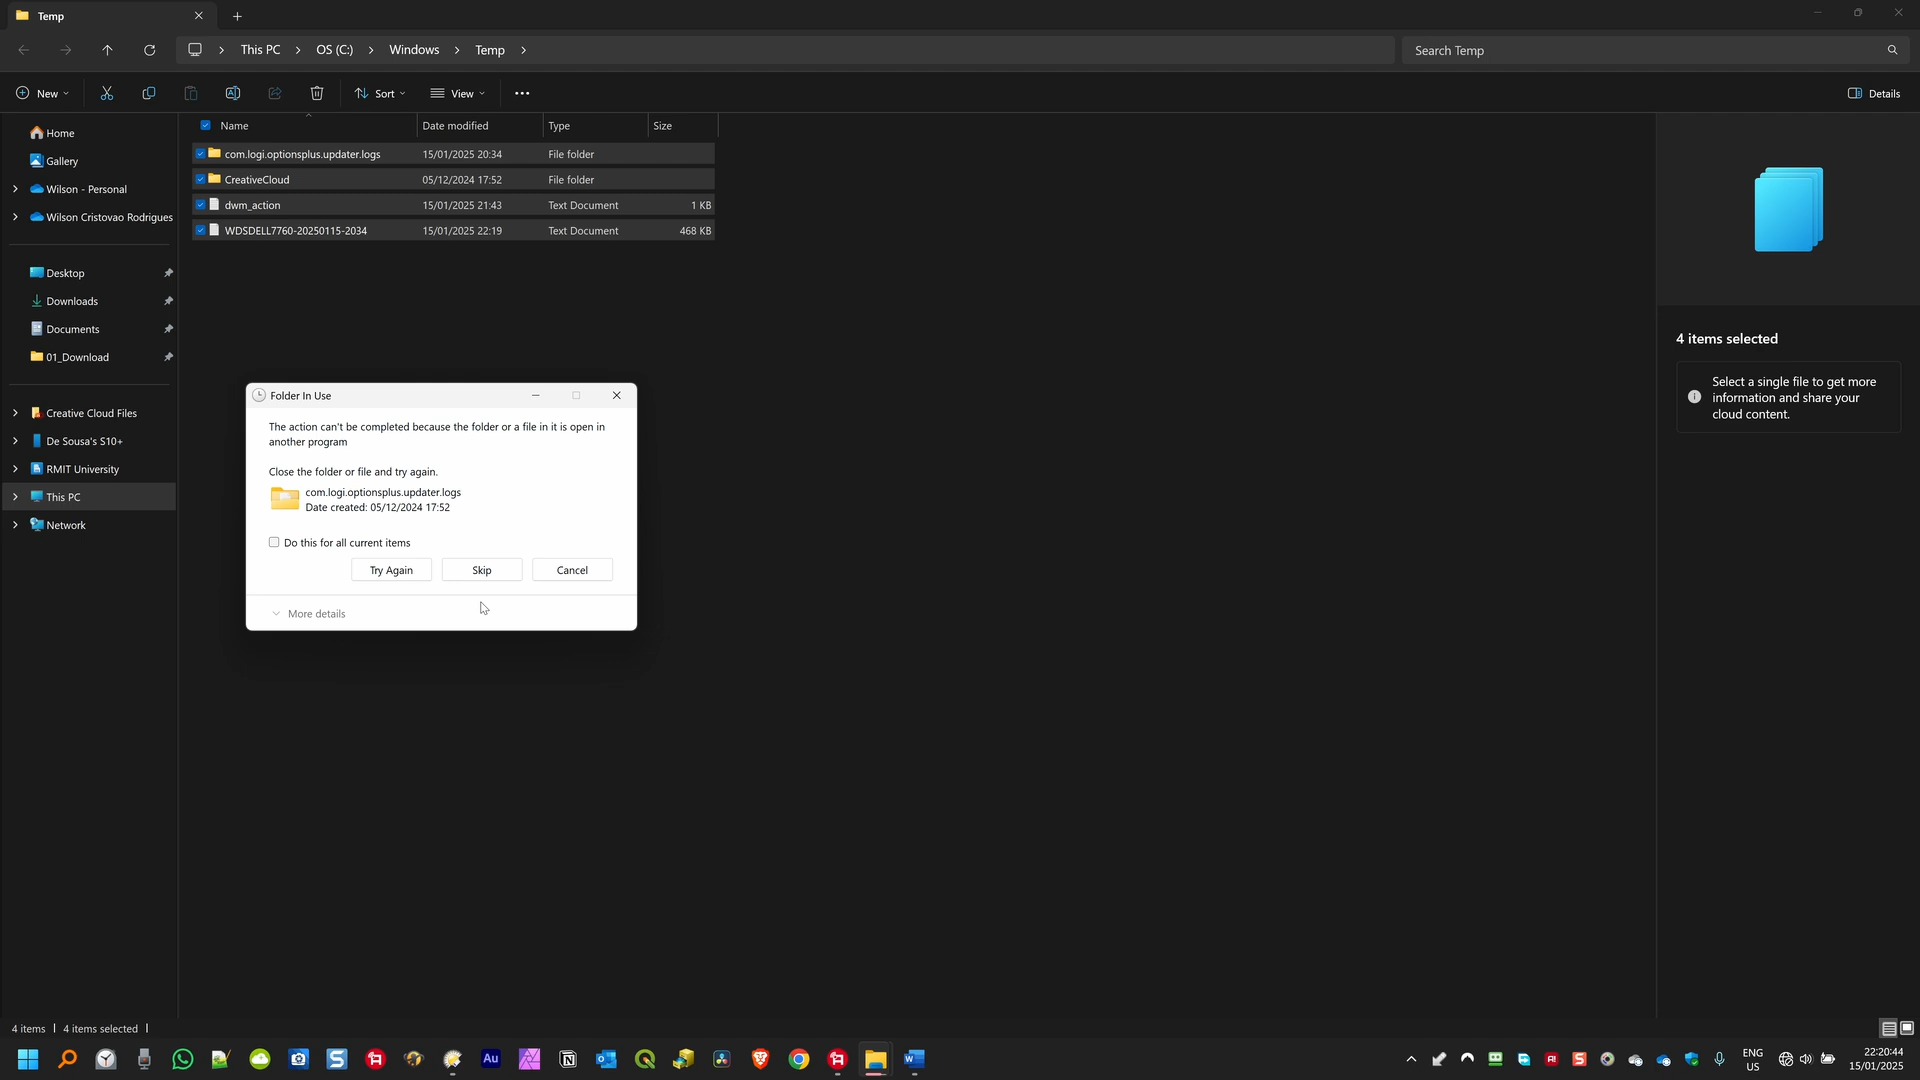 Temp
This PC
OS (C:)
Windows
Temp
Search Temp
New
Sort
View
Details
Name
Date modified
Type
Size
com.logi.optionsplus.updater.logs
15/01/2025 20:34
File folder
CreativeCloud
05/12/2024 17:52
File folder
dwm_action
15/01/2025 21:43
Text Document
1 KB
WDSDELL7760-20250115-2034
15/01/2025 22:19
Text Document
468 KB
Home
Gallery
Wilson - Personal
Wilson Cristovao Rodrigues
Desktop
Downloads
Documents
01_Download
Creative Cloud Files
De Sousa's S10+
RMIT University
This PC
Network
4 items selected
Select a single file to get more
information and share your
cloud content.
Folder In Use
The action can't be completed because the folder or a file in it is open in
another program
Close the folder or file and try again.
com.logi.optionsplus.updater.logs
Date created: 05/12/2024 17:52
Do this for all current items
Try Again
Skip
Cancel
More details
4 items
4 items selected
Au
ENG
US
22:20:44
15/01/2025